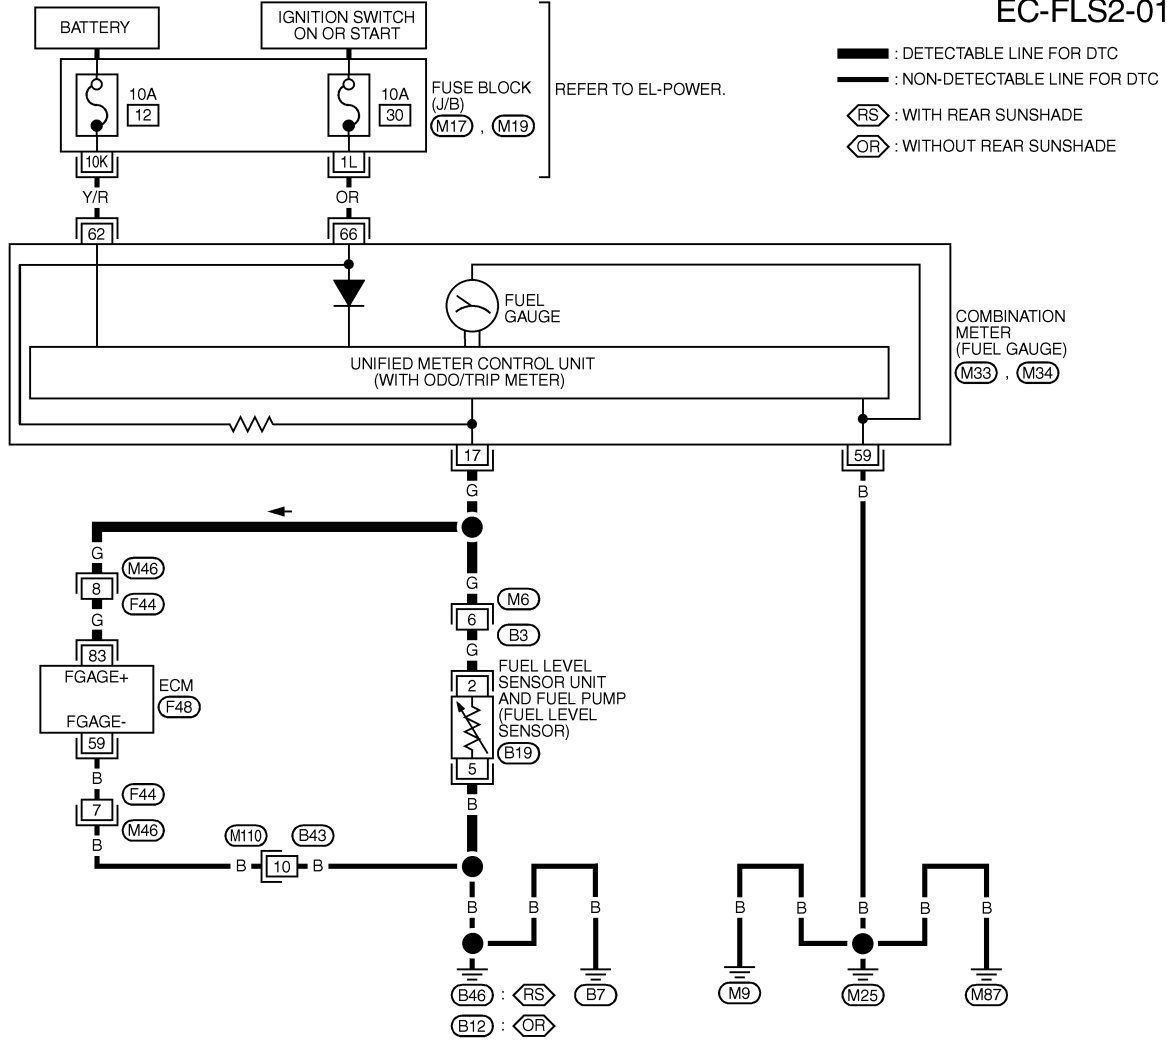 EC-FLS2-01
BATTERY
IGNITION SWITCH
ON OR START
: DETECTABLE LINE FOR DTC
: NON-DETECTABLE LINE FOR DTC
RS : WITH REAR SUNSHADE
OR : WITHOUT REAR SUNSHADE
10A
12
10A
30
FUSE BLOCK
(J/B)
M17 , M19
REFER TO EL-POWER.
10K
1L
Y/R
OR
62
66
FUEL
GAUGE
COMBINATION
METER
(FUEL GAUGE)
M33 , M34
UNIFIED METER CONTROL UNIT
(WITH ODO/TRIP METER)
17
59
G
B
G
M46
8
F44
G
83
FGAGE+
ECM
F48
FGAGE-
59
B
F44
7
M46
B
G
M6
6
B3
G
2
FUEL LEVEL
SENSOR UNIT
AND FUEL PUMP
(FUEL LEVEL
SENSOR)
B19
5
B
M110
B43
B
10
B
B
B
B
B
B
B
B
B
B46 : RS
B7
M9
M25
M87
B12 : OR